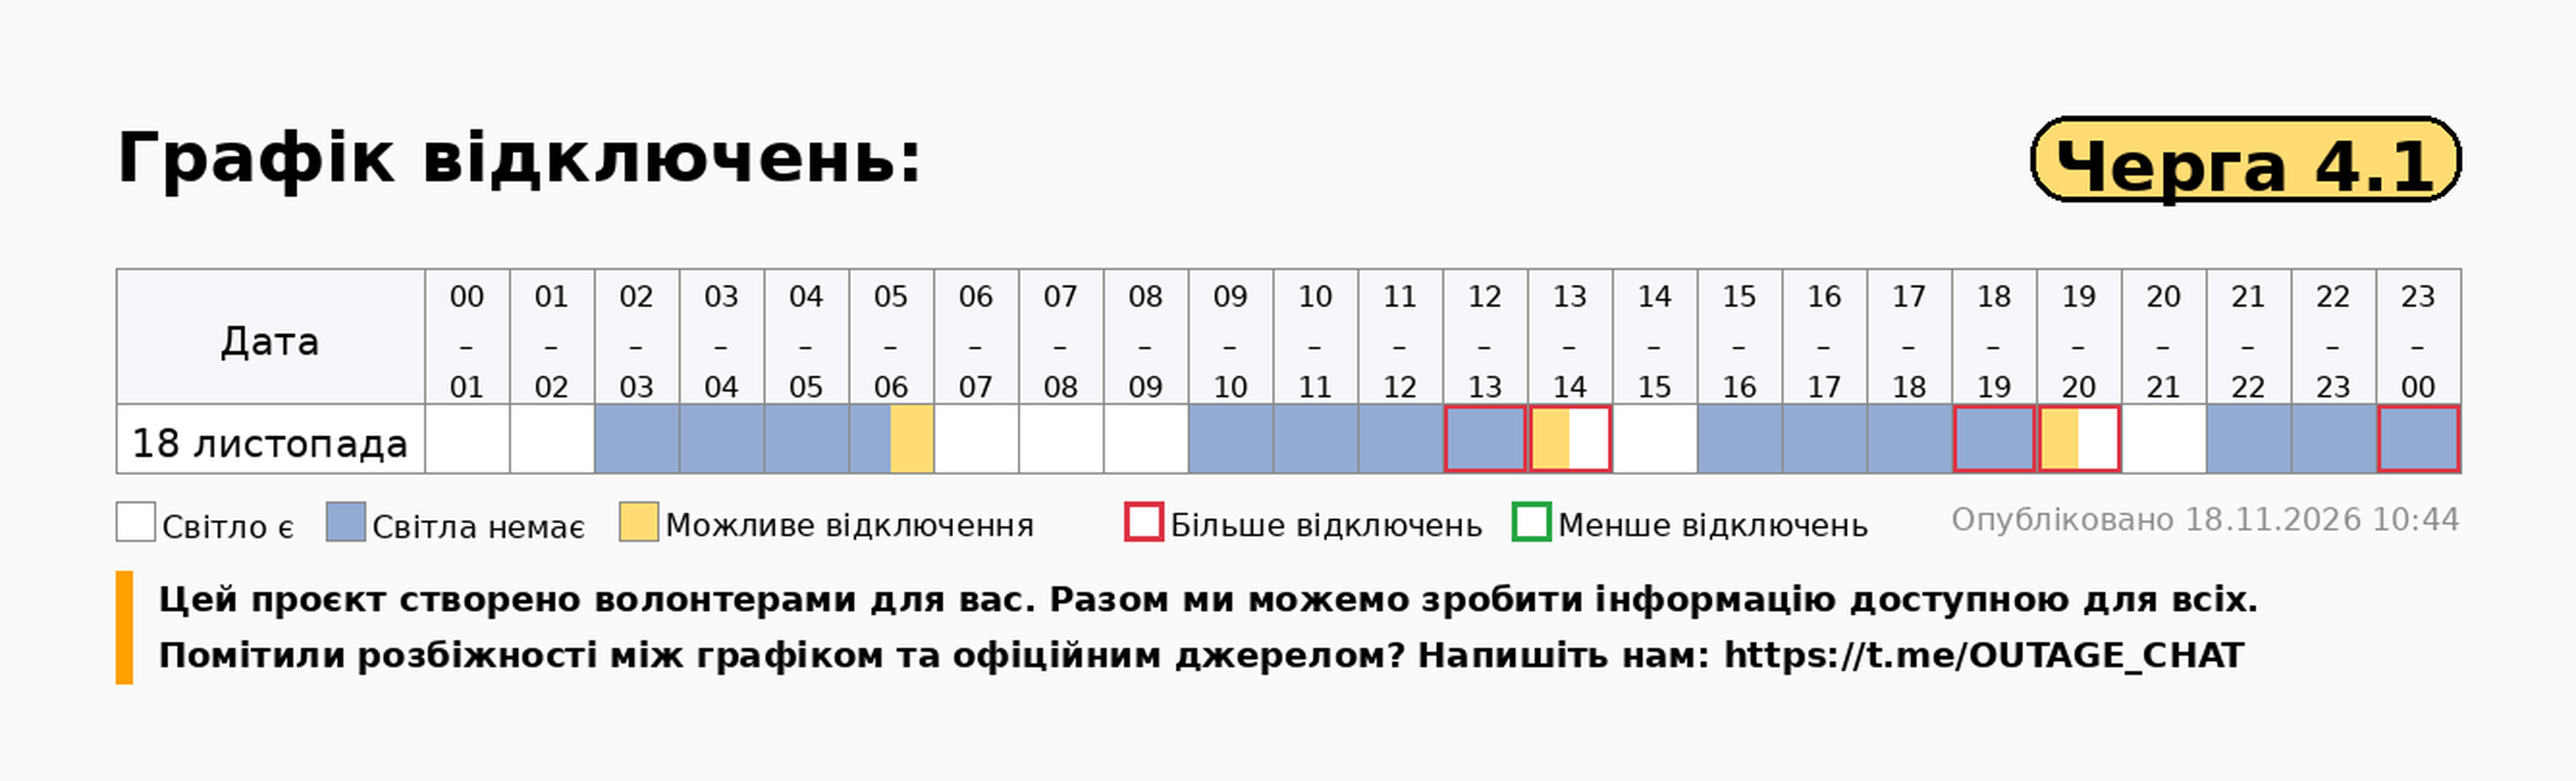 Графік відключень:
Черга 4.1
Дата
00 – 01
01 – 02
02 – 03
03 – 04
04 – 05
05 – 06
06 – 07
07 – 08
08 – 09
09 – 10
10 – 11
11 – 12
12 – 13
13 – 14
14 – 15
15 – 16
16 – 17
17 – 18
18 – 19
19 – 20
20 – 21
21 – 22
22 – 23
23 – 00
18 листопада
Світло є
Світла немає
Можливе відключення
Більше відключень
Менше відключень
Опубліковано 18.11.2026 10:44
Цей проєкт створено волонтерами для вас. Разом ми можемо зробити інформацію доступною для всіх.
Помітили розбіжності між графіком та офіційним джерелом? Напишіть нам: https://t.me/OUTAGE_CHAT